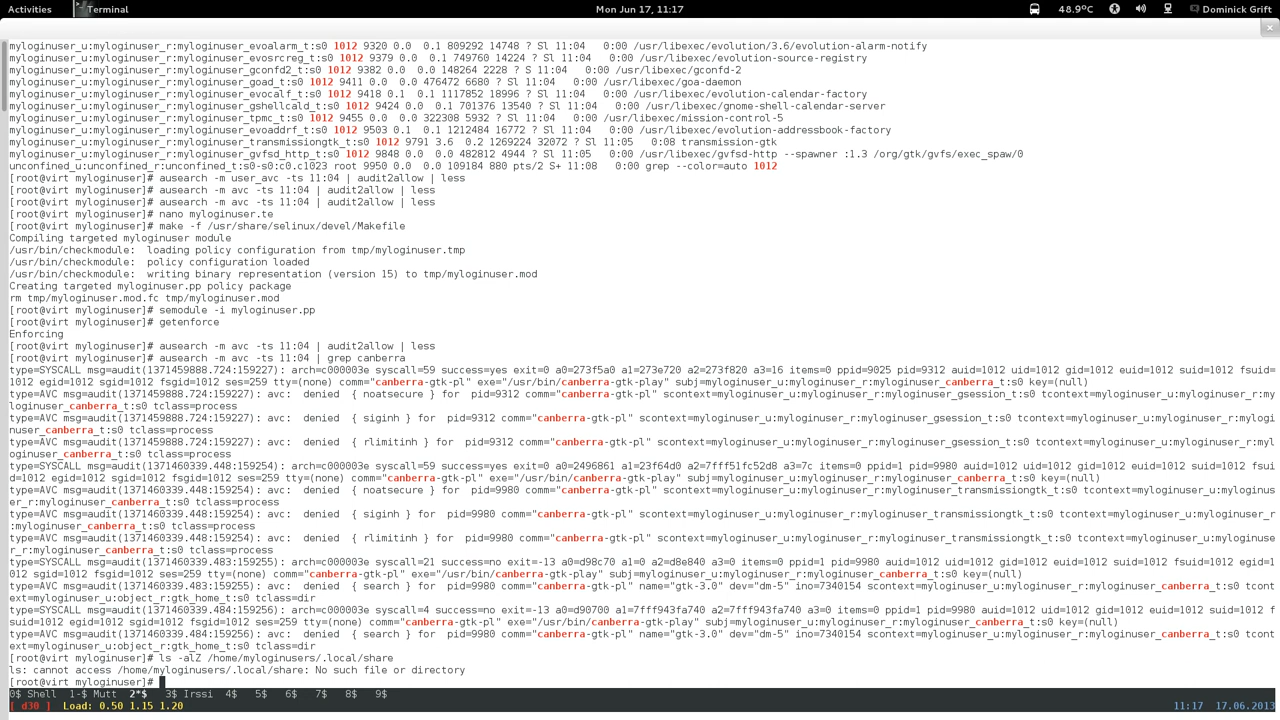 Activities Terminal Mon Jun 17, 11:17 48.9°C Dominick Grift
myloginuser_u:myloginuser_r:myloginuser_evoalarm_t:s0 1012 9320 0.0  0.1 809292 14748 ? Sl 11:04   0:00 /usr/libexec/evolution/3.6/evolution-alarm-notify
myloginuser_u:myloginuser_r:myloginuser_evosrcreg_t:s0 1012 9379 0.0  0.0 749760 14224 ? Sl 11:04   0:00 /usr/libexec/evolution-source-registry
myloginuser_u:myloginuser_r:myloginuser_gconfd2_t:s0 1012 9382 0.0  0.0 148264 2228 ? S 11:04   0:00 /usr/libexec/gconfd-2
myloginuser_u:myloginuser_r:myloginuser_goad_t:s0 1012 9411 0.0  0.0 476472 6680 ? Sl 11:04   0:00 /usr/libexec/goa-daemon
myloginuser_u:myloginuser_r:myloginuser_evocalf_t:s0 1012 9418 0.1  0.1 1117852 18996 ? Sl 11:04   0:00 /usr/libexec/evolution-calendar-factory
myloginuser_u:myloginuser_r:myloginuser_gshellcald_t:s0 1012 9424 0.0  0.0 701376 13540 ? Sl 11:04   0:00 /usr/libexec/gnome-shell-calendar-server
myloginuser_u:myloginuser_r:myloginuser_tpmc_t:s0 1012 9455 0.0  0.0 322308 5932 ? Sl 11:04   0:00 /usr/libexec/mission-control-5
myloginuser_u:myloginuser_r:myloginuser_evoaddrf_t:s0 1012 9503 0.1  0.1 1212484 16772 ? Sl 11:04   0:00 /usr/libexec/evolution-addressbook-factory
myloginuser_u:myloginuser_r:myloginuser_transmissiongtk_t:s0 1012 9791 3.6  0.2 1269224 32072 ? Sl 11:05   0:08 transmission-gtk
myloginuser_u:myloginuser_r:myloginuser_gvfsd_http_t:s0 1012 9848 0.0  0.0 482812 4944 ? Sl 11:05   0:00 /usr/libexec/gvfsd-http --spawner :1.3 /org/gtk/gvfs/exec_spaw/0
unconfined_u:unconfined_r:unconfined_t:s0-s0:c0.c1023 root 9950 0.0  0.0 109184 880 pts/2 S+ 11:08   0:00 grep --color=auto 1012
[root@virt myloginuser]# ausearch -m user_avc -ts 11:04 | audit2allow | less
[root@virt myloginuser]# ausearch -m avc -ts 11:04 | audit2allow | less
[root@virt myloginuser]# ausearch -m avc -ts 11:04 | audit2allow | less
[root@virt myloginuser]# nano myloginuser.te
[root@virt myloginuser]# make -f /usr/share/selinux/devel/Makefile
Compiling targeted myloginuser module
/usr/bin/checkmodule:  loading policy configuration from tmp/myloginuser.tmp
/usr/bin/checkmodule:  policy configuration loaded
/usr/bin/checkmodule:  writing binary representation (version 15) to tmp/myloginuser.mod
Creating targeted myloginuser.pp policy package
rm tmp/myloginuser.mod.fc tmp/myloginuser.mod
[root@virt myloginuser]# semodule -i myloginuser.pp
[root@virt myloginuser]# getenforce
Enforcing
[root@virt myloginuser]# ausearch -m avc -ts 11:04 | audit2allow | less
[root@virt myloginuser]# ausearch -m avc -ts 11:04 | grep canberra
type=SYSCALL msg=audit(1371459888.724:159227): arch=c000003e syscall=59 success=yes exit=0 a0=273f5a0 a1=273e720 a2=273f820 a3=16 items=0 ppid=9025 pid=9312 auid=1012 uid=1012 gid=1012 euid=1012 suid=1012 fsuid=
1012 egid=1012 sgid=1012 fsgid=1012 ses=259 tty=(none) comm="canberra-gtk-pl" exe="/usr/bin/canberra-gtk-play" subj=myloginuser_u:myloginuser_r:myloginuser_canberra_t:s0 key=(null)
type=AVC msg=audit(1371459888.724:159227): avc:  denied  { noatsecure } for  pid=9312 comm="canberra-gtk-pl" scontext=myloginuser_u:myloginuser_r:myloginuser_gsession_t:s0 tcontext=myloginuser_u:myloginuser_r:my
loginuser_canberra_t:s0 tclass=process
type=AVC msg=audit(1371459888.724:159227): avc:  denied  { siginh } for  pid=9312 comm="canberra-gtk-pl" scontext=myloginuser_u:myloginuser_r:myloginuser_gsession_t:s0 tcontext=myloginuser_u:myloginuser_r:mylogi
nuser_canberra_t:s0 tclass=process
type=AVC msg=audit(1371459888.724:159227): avc:  denied  { rlimitinh } for  pid=9312 comm="canberra-gtk-pl" scontext=myloginuser_u:myloginuser_r:myloginuser_gsession_t:s0 tcontext=myloginuser_u:myloginuser_r:myl
oginuser_canberra_t:s0 tclass=process
type=SYSCALL msg=audit(1371460339.448:159254): arch=c000003e syscall=59 success=yes exit=0 a0=2496861 a1=23f64d0 a2=7fff51fc52d8 a3=7c items=0 ppid=1 pid=9980 auid=1012 uid=1012 gid=1012 euid=1012 suid=1012 fsui
d=1012 egid=1012 sgid=1012 fsgid=1012 ses=259 tty=(none) comm="canberra-gtk-pl" exe="/usr/bin/canberra-gtk-play" subj=myloginuser_u:myloginuser_r:myloginuser_canberra_t:s0 key=(null)
type=AVC msg=audit(1371460339.448:159254): avc:  denied  { noatsecure } for  pid=9980 comm="canberra-gtk-pl" scontext=myloginuser_u:myloginuser_r:myloginuser_transmissiongtk_t:s0 tcontext=myloginuser_u:myloginus
er_r:myloginuser_canberra_t:s0 tclass=process
type=AVC msg=audit(1371460339.448:159254): avc:  denied  { siginh } for  pid=9980 comm="canberra-gtk-pl" scontext=myloginuser_u:myloginuser_r:myloginuser_transmissiongtk_t:s0 tcontext=myloginuser_u:myloginuser_r
:myloginuser_canberra_t:s0 tclass=process
type=AVC msg=audit(1371460339.448:159254): avc:  denied  { rlimitinh } for  pid=9980 comm="canberra-gtk-pl" scontext=myloginuser_u:myloginuser_r:myloginuser_transmissiongtk_t:s0 tcontext=myloginuser_u:myloginuse
r_r:myloginuser_canberra_t:s0 tclass=process
type=SYSCALL msg=audit(1371460339.483:159255): arch=c000003e syscall=21 success=no exit=-13 a0=d98c70 a1=0 a2=d8e840 a3=0 items=0 ppid=1 pid=9980 auid=1012 uid=1012 gid=1012 euid=1012 suid=1012 fsuid=1012 egid=1
012 sgid=1012 fsgid=1012 ses=259 tty=(none) comm="canberra-gtk-pl" exe="/usr/bin/canberra-gtk-play" subj=myloginuser_u:myloginuser_r:myloginuser_canberra_t:s0 key=(null)
type=AVC msg=audit(1371460339.483:159255): avc:  denied  { search } for  pid=9980 comm="canberra-gtk-pl" name="gtk-3.0" dev="dm-5" ino=7340154 scontext=myloginuser_u:myloginuser_r:myloginuser_canberra_t:s0 tcont
ext=myloginuser_u:object_r:gtk_home_t:s0 tclass=dir
type=SYSCALL msg=audit(1371460339.484:159256): arch=c000003e syscall=4 success=no exit=-13 a0=d90700 a1=7fff943fa740 a2=7fff943fa740 a3=0 items=0 ppid=1 pid=9980 auid=1012 uid=1012 gid=1012 euid=1012 suid=1012 f
suid=1012 egid=1012 sgid=1012 fsgid=1012 ses=259 tty=(none) comm="canberra-gtk-pl" exe="/usr/bin/canberra-gtk-play" subj=myloginuser_u:myloginuser_r:myloginuser_canberra_t:s0 key=(null)
type=AVC msg=audit(1371460339.484:159256): avc:  denied  { search } for  pid=9980 comm="canberra-gtk-pl" name="gtk-3.0" dev="dm-5" ino=7340154 scontext=myloginuser_u:myloginuser_r:myloginuser_canberra_t:s0 tcont
ext=myloginuser_u:object_r:gtk_home_t:s0 tclass=dir
[root@virt myloginuser]# ls -alZ /home/myloginusers/.local/share
ls: cannot access /home/myloginusers/.local/share: No such file or directory
[root@virt myloginuser]#
0$ Shell  1-$ Mutt  2*$   3$ Irssi  4$   5$   6$   7$   8$   9$
[ d30 ]  Load: 0.50 1.15 1.20 11:17  17.06.2013